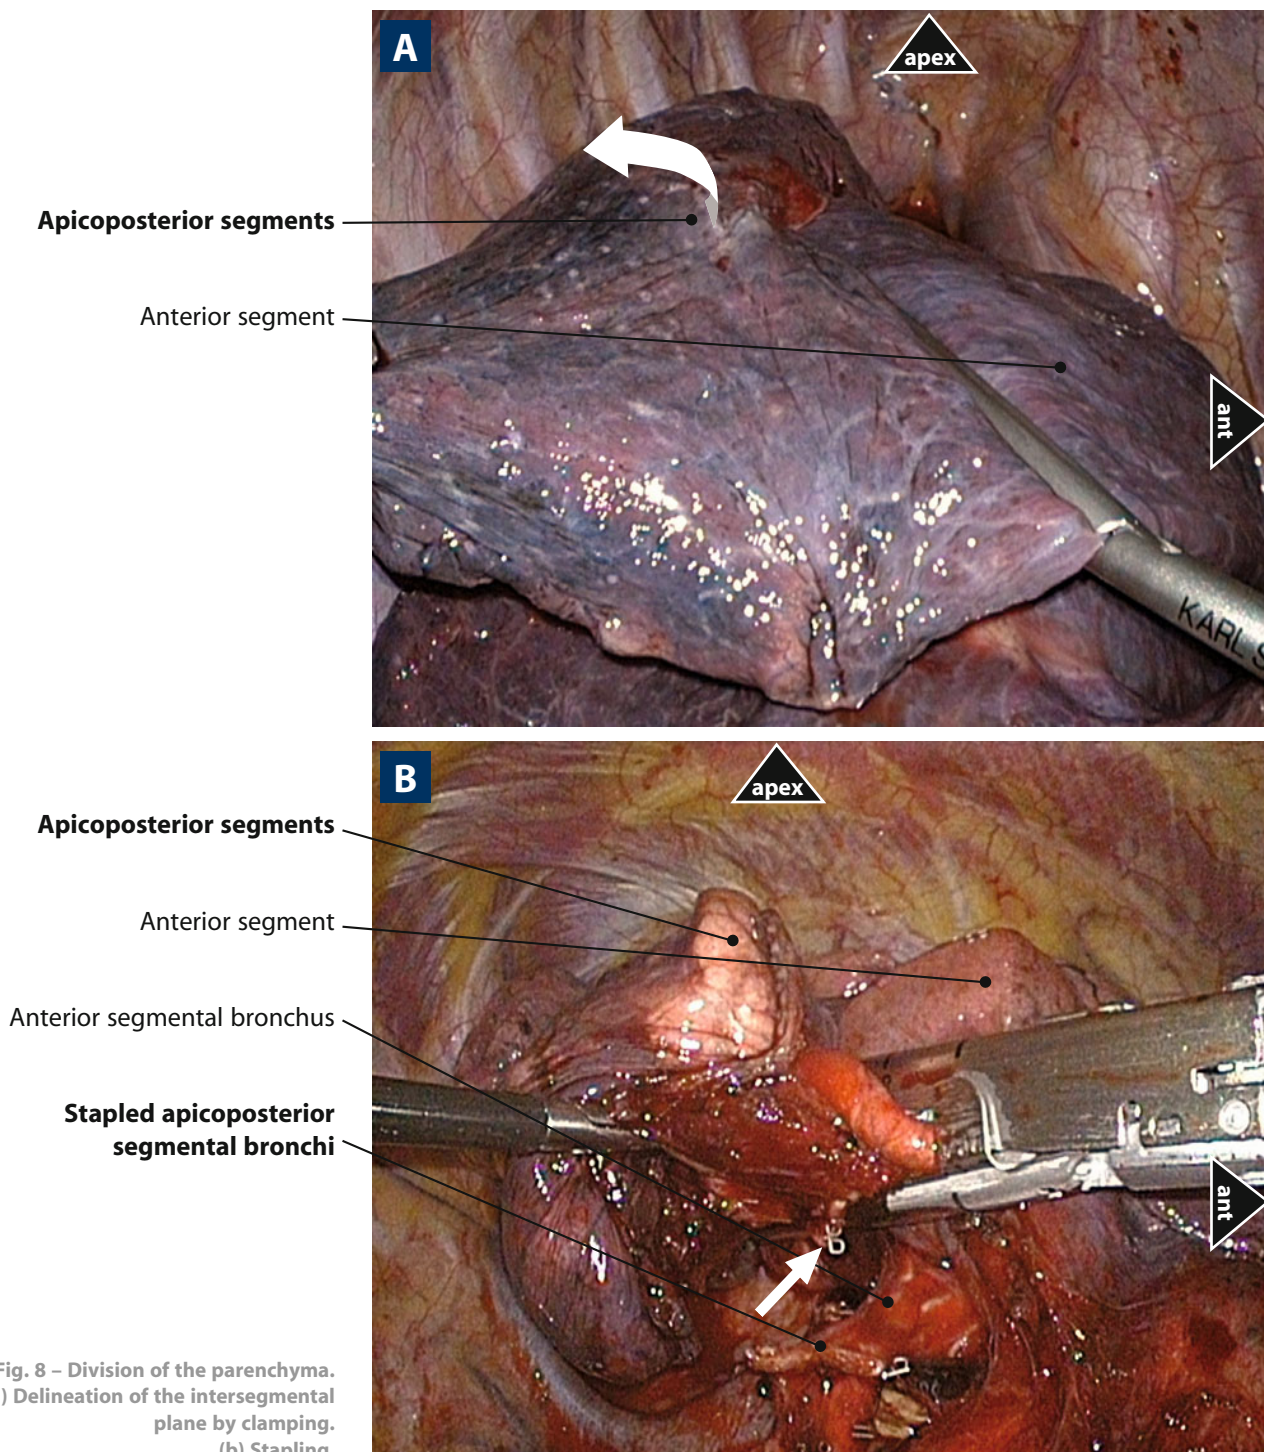 A
apex
Apicoposterior segments
Anterior segment
ant
KARL S
B
apex
Apicoposterior segments
Anterior segment
Anterior segmental bronchus
Stapled apicoposterior
segmental bronchi
ant
Fig. 8 – Division of the parenchyma.
) Delineation of the intersegmental
plane by clamping.
(b) Stapling.